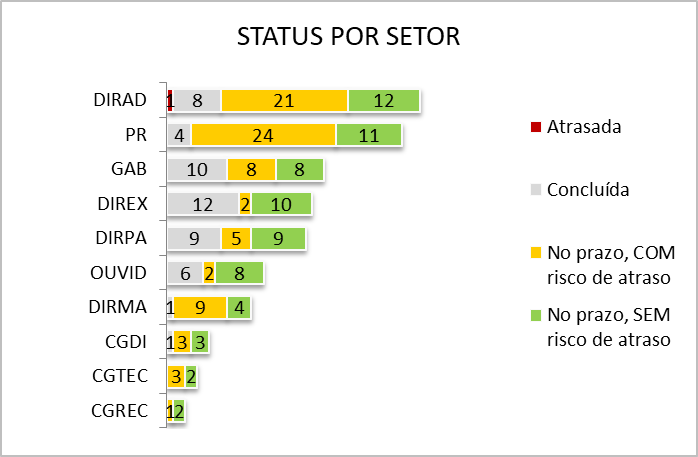 STATUS POR SETOR
DIRAD 1 8 21 12
PR 4 24 11
GAB 10 8 8
DIREX 12 2 10
DIRPA 9 5 9
OUVID 6 2 8
DIRMA 1 9 4
CGDI 1 3 3
CGTEC 3 2
CGREC 1 2
Atrasada
Concluída
No prazo, COM
risco de atraso
No prazo, SEM
risco de atraso